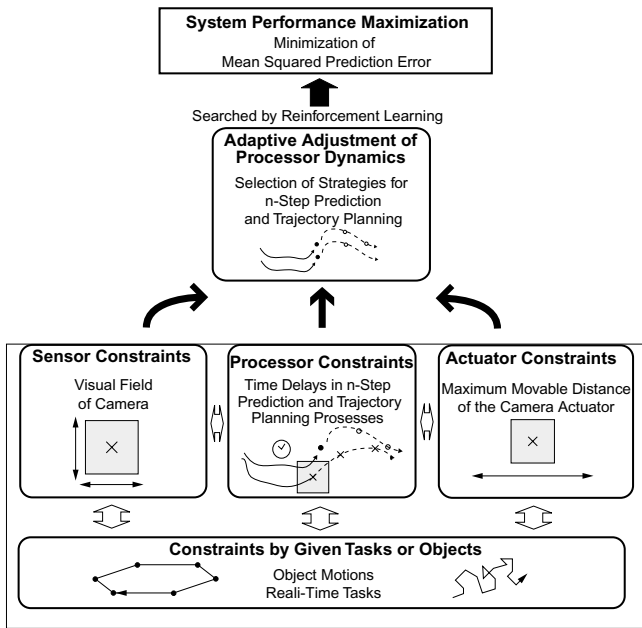 System Performance Maximization
Minimization of
Mean Squared Prediction Error
Searched by Reinforcement Learning
Adaptive Adjustment of
Processor Dynamics
Selection of Strategies for
n-Step Prediction
and Trajectory Planning
Sensor Constraints
Visual Field
of Camera
Processor Constraints
Time Delays in n-Step
Prediction and Trajectory
Planning Prosesses
Actuator Constraints
Maximum Movable Distance
of the Camera Actuator
Constraints by Given Tasks or Objects
Object Motions
Reali-Time Tasks